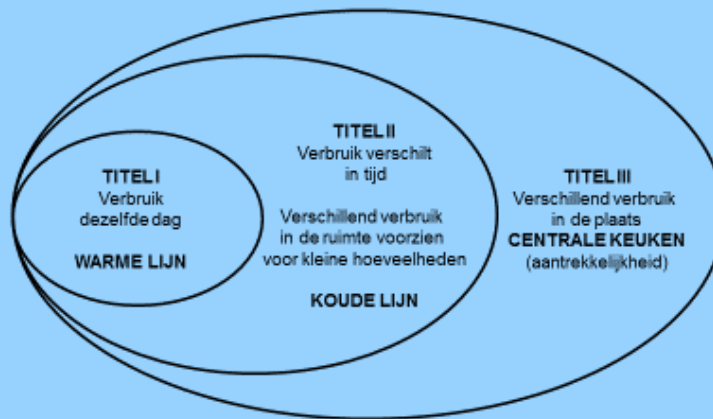 TITEL I
Verbruik
dezelfde dag
WARME LIJN
TITEL II
Verbruik verschilt
in tijd
Verschillend verbruik
in de ruimte voorzien
voor kleine hoeveelheden
KOUDE LIJN
TITEL III
Verschillend verbruik
in de plaats
CENTRALE KEUKEN
(aantrekkelijkheid)